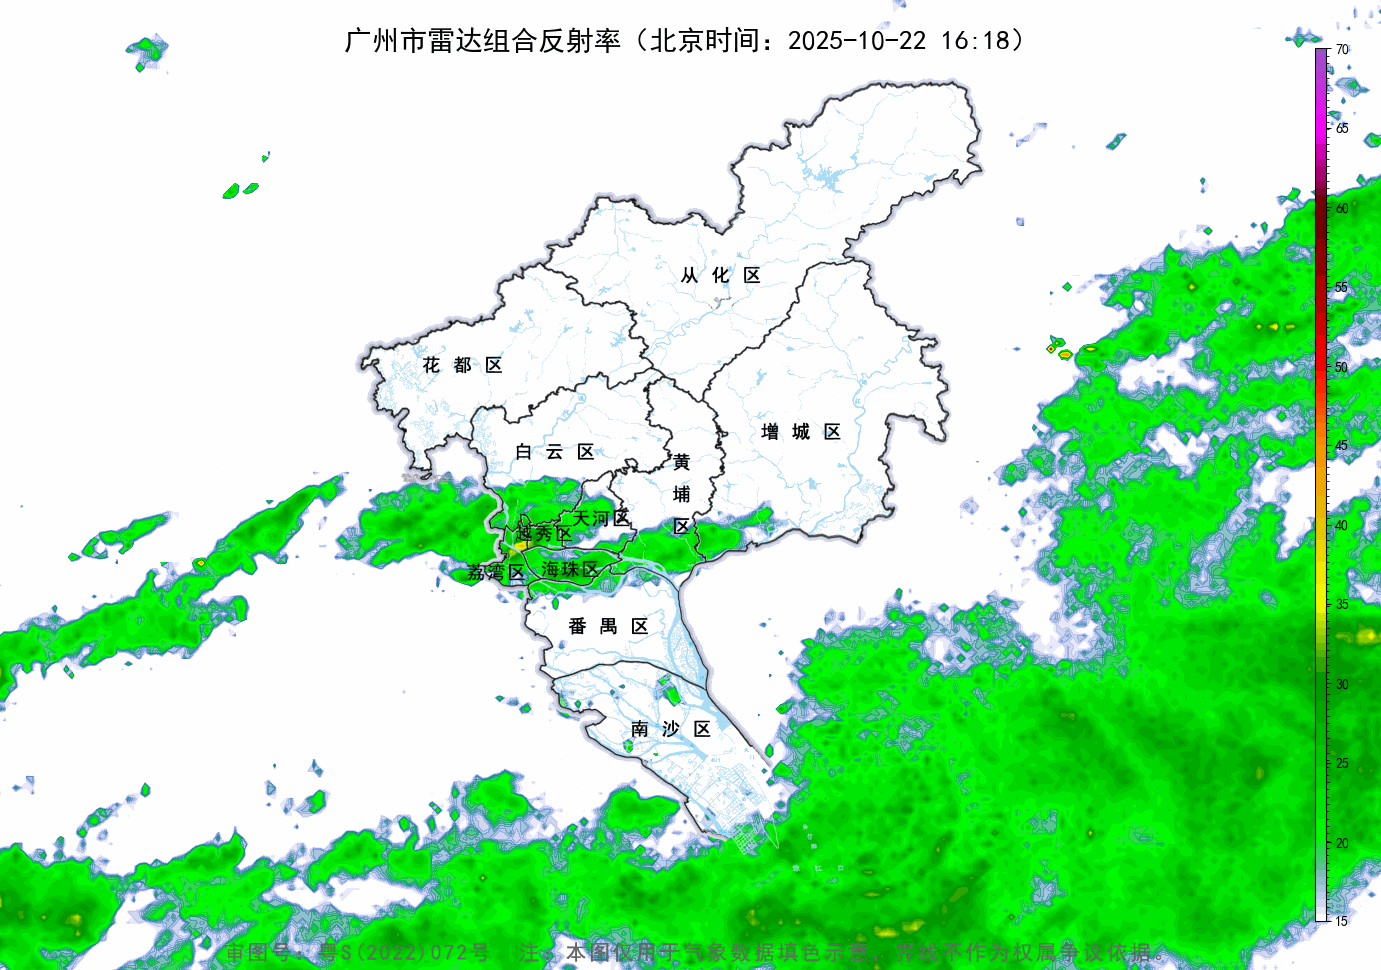 广州市雷达组合反射率（北京时间：2025-10-22 16:18）
70
65
60
55
50
45
40
35
30
25
20
15
从化区
花都区
增城区
白云区
黄埔区
天河区
越秀区
海珠区
荔湾区
番禺区
南沙区
审图号：粤S(2022)072号 注：本图仅用于气象数据填色示意，界线不作为权属争议依据。